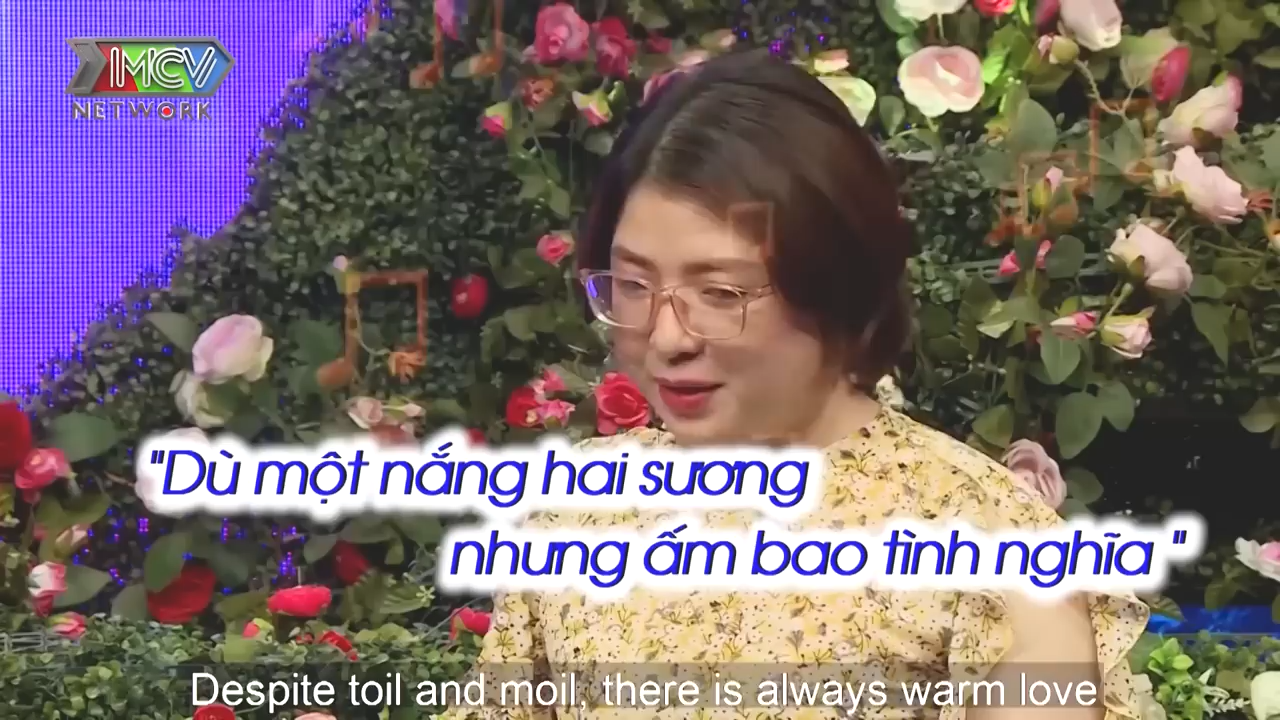 MCV
NETWORK
"Dù một nắng hai sương
nhưng ấm bao tình nghĩa "
Despite toil and moil, there is always warm love